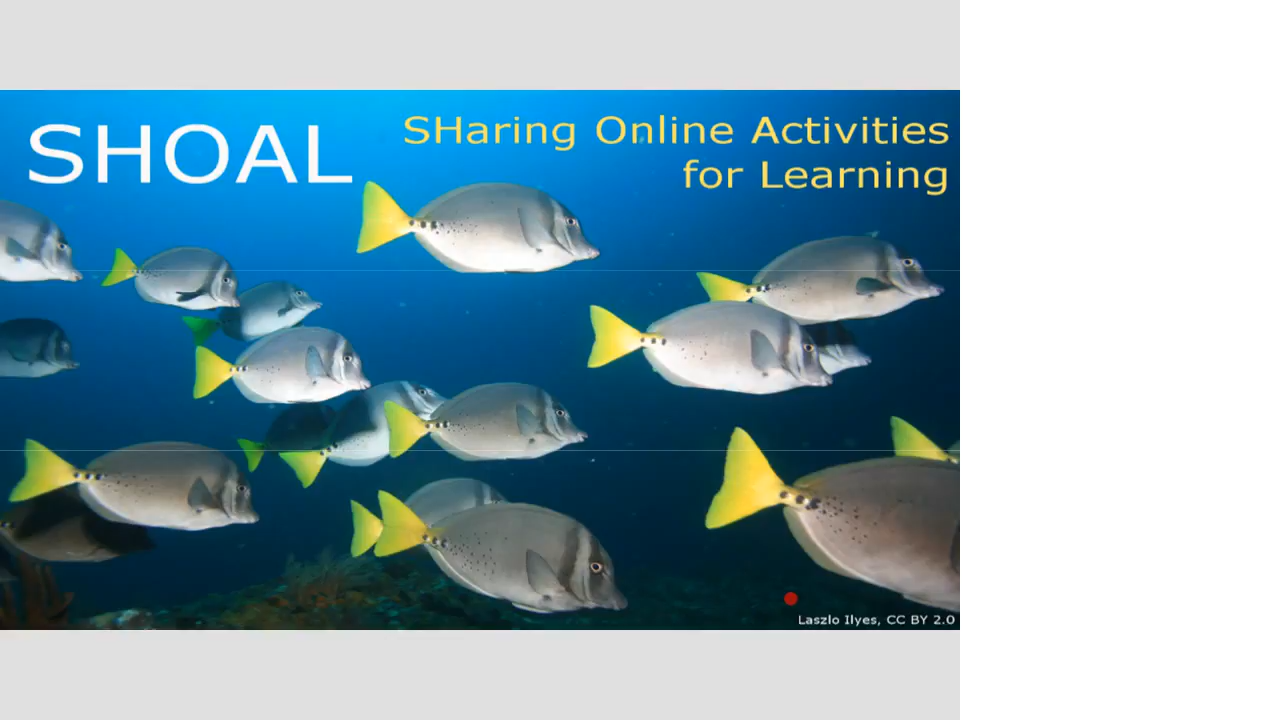 SHOAL
SHaring Online Activities
for Learning
Laszlo Ilyes, CC BY 2.0